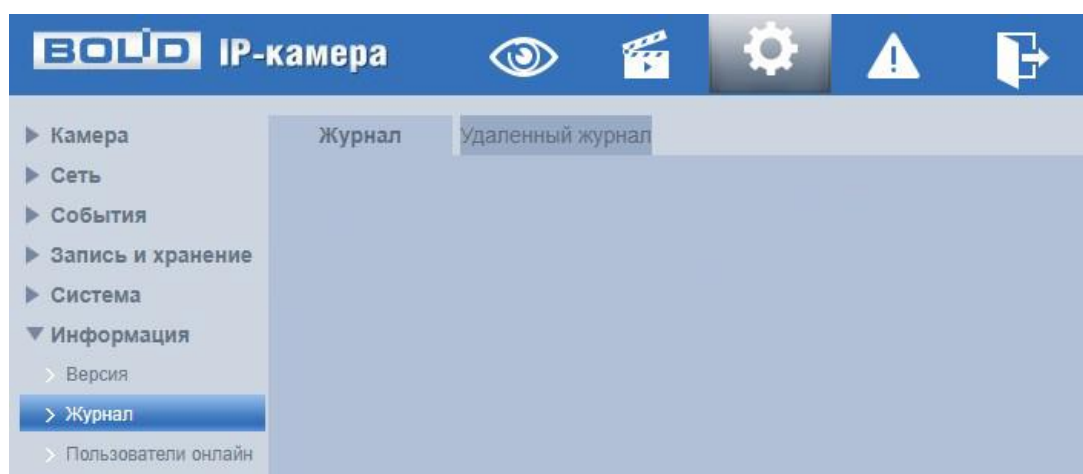 BOLID IP-камера
Камера
Журнал Удаленный журнал
Сеть
События
Запись и хранение
Система
Информация
Версия
Журнал
Пользователи онлайн